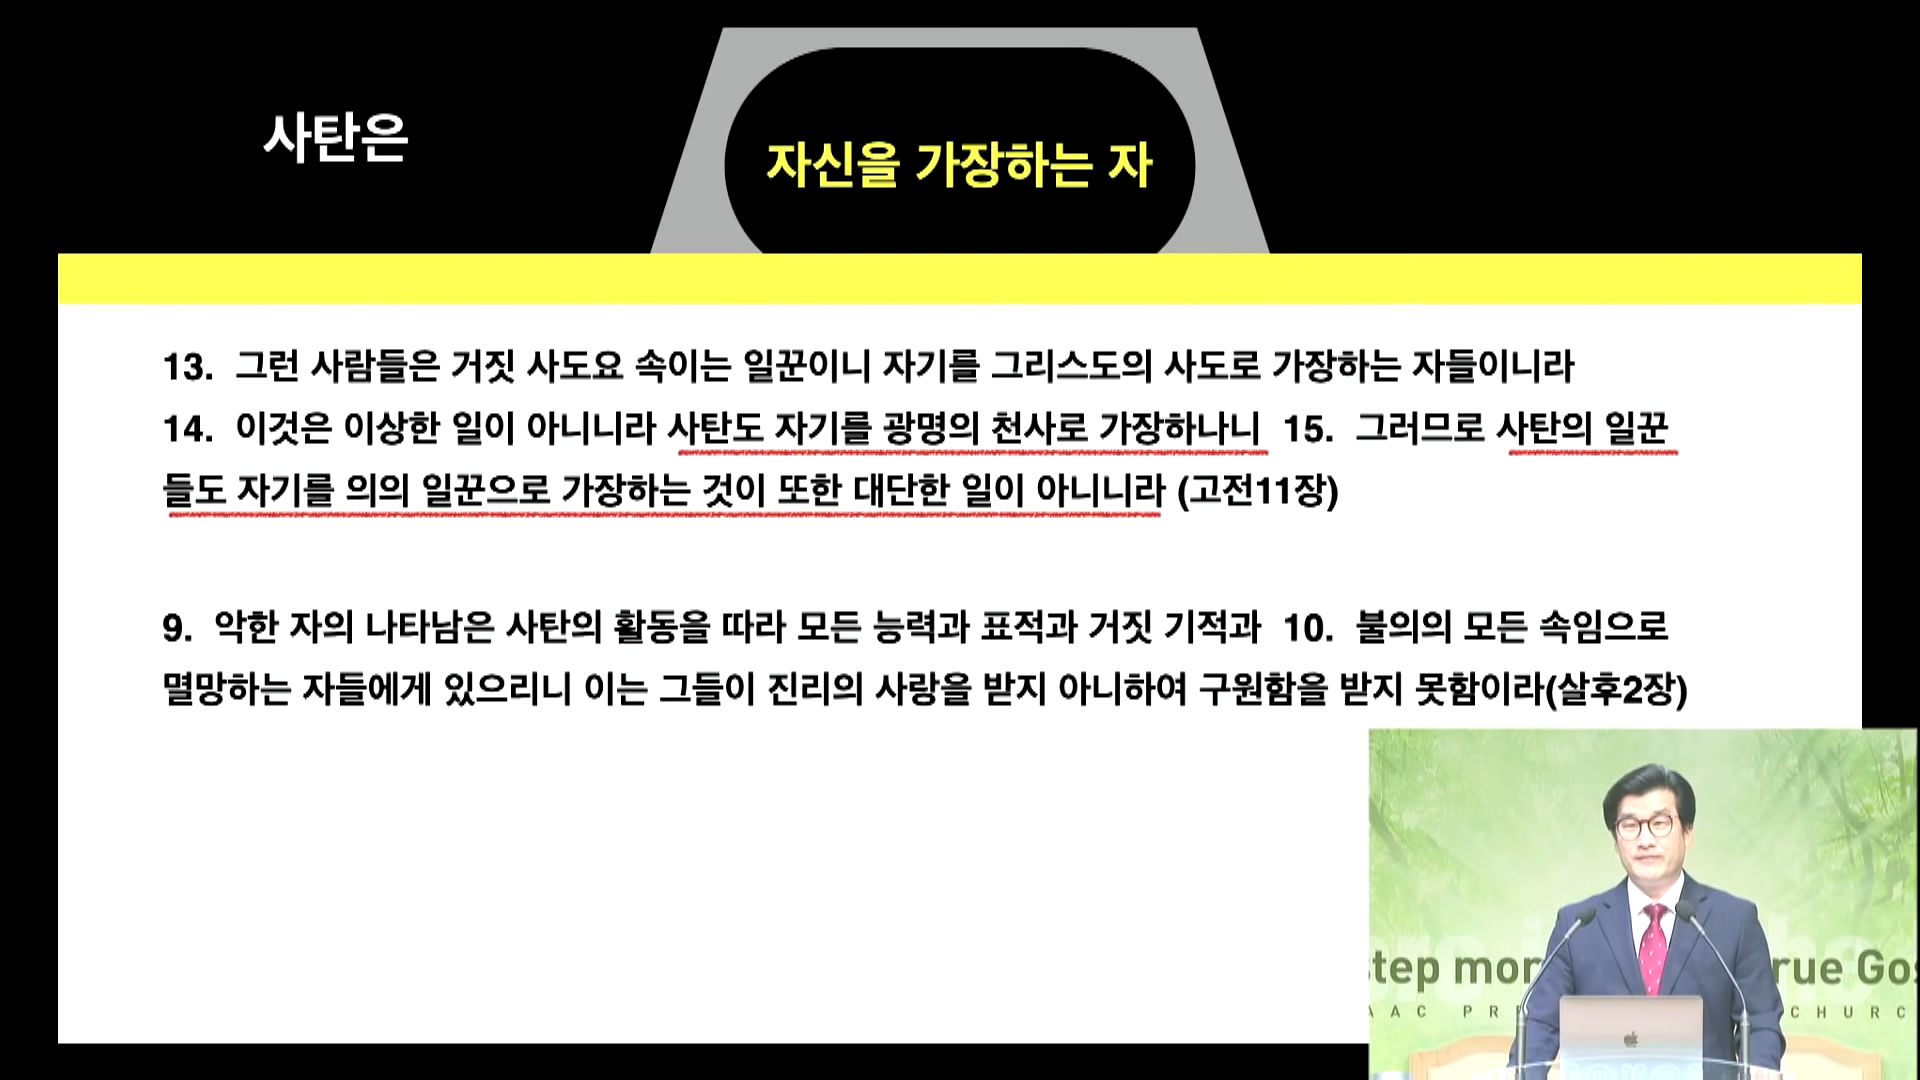 사탄은
자신을 가장하는 자
13. 그런 사람들은 거짓 사도요 속이는 일꾼이니 자기를 그리스도의 사도로 가장하는 자들이니라
14. 이것은 이상한 일이 아니니라 사탄도 자기를 광명의 천사로 가장하나니 15. 그러므로 사탄의 일꾼
들도 자기를 의의 일꾼으로 가장하는 것이 또한 대단한 일이 아니니라 (고전11장)
9. 악한 자의 나타남은 사탄의 활동을 따라 모든 능력과 표적과 거짓 기적과 10. 불의의 모든 속임으로
멸망하는 자들에게 있으리니 이는 그들이 진리의 사랑을 받지 아니하여 구원함을 받지 못함이라(살후2장)
step mor rue Gos
AAC PR CHURC